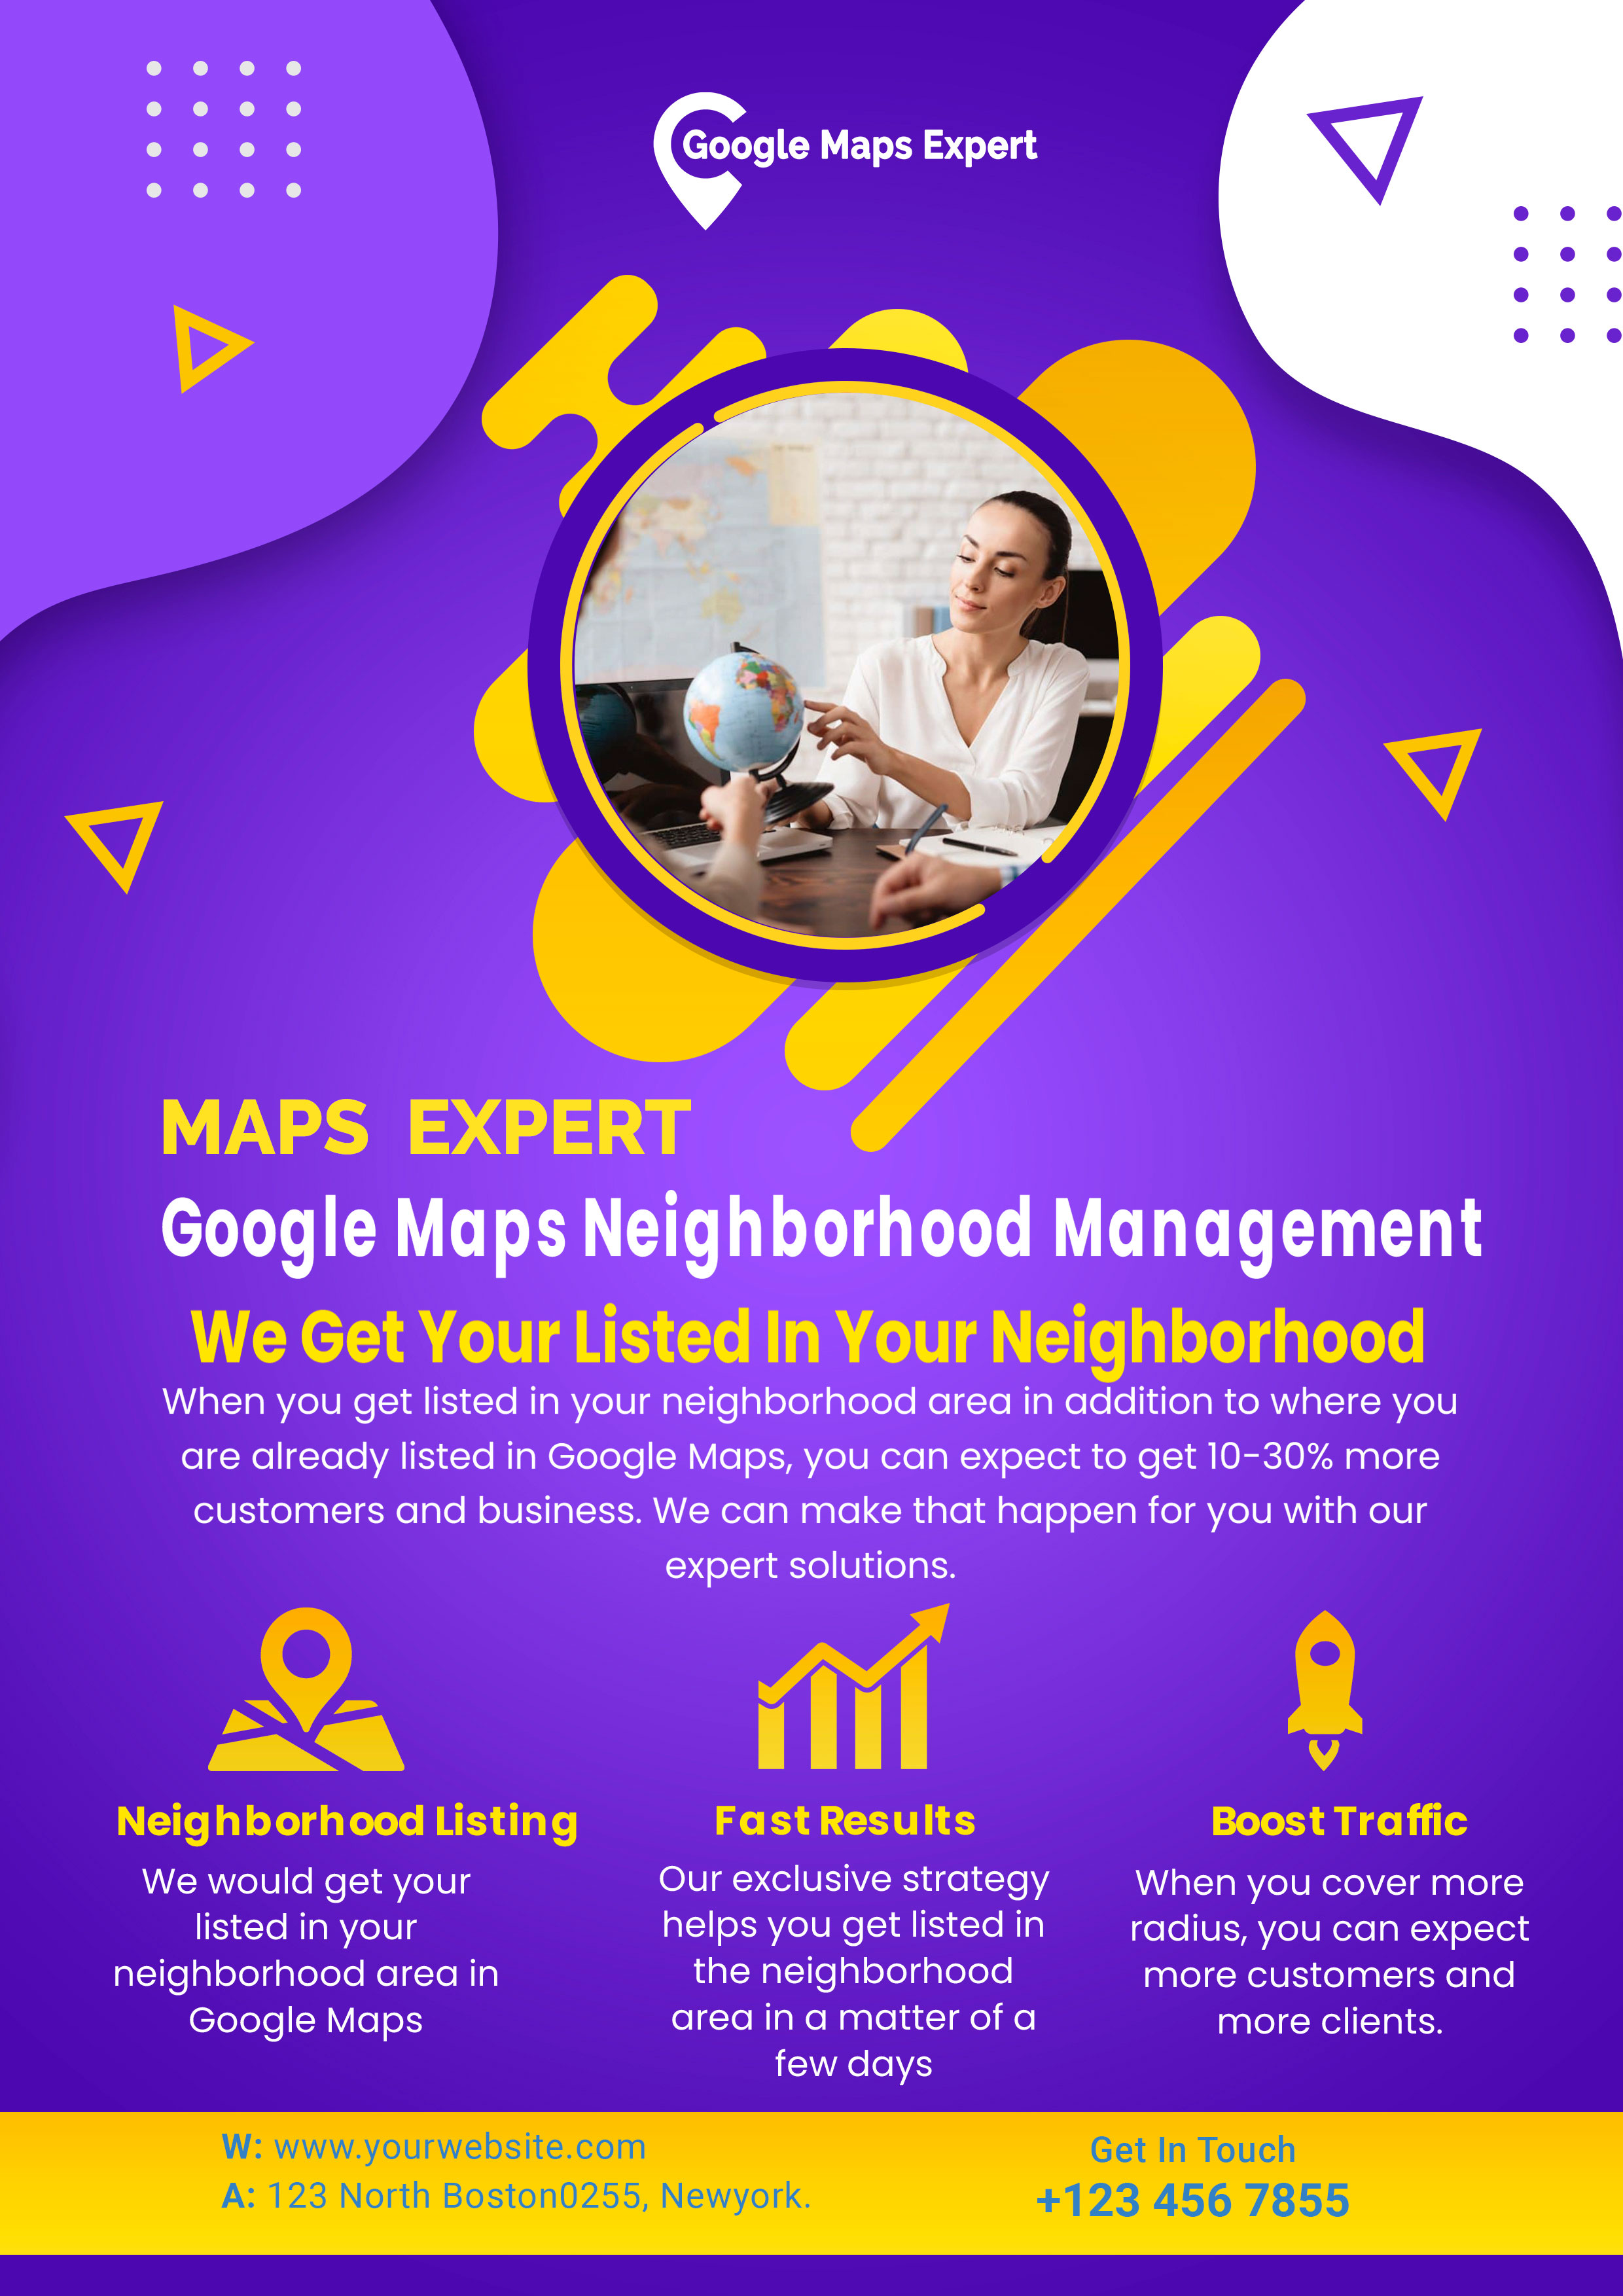 Google Maps Expert
MAPS EXPERT
Google Maps Neighborhood Management
We Get Your Listed In Your Neighborhood
When you get listed in your neighborhood area in addition to where you
are already listed in Google Maps, you can expect to get 10-30% more
customers and business. We can make that happen for you with our
expert solutions.
Neighborhood Listing
We would get your
listed in your
neighborhood area in
Google Maps
Fast Results
Our exclusive strategy
helps you get listed in
the neighborhood
area in a matter of a
few days
Boost Traffic
When you cover more
radius, you can expect
more customers and
more clients.
W: www.yourwebsite.com
A: 123 North Boston0255, Newyork.
Get In Touch
+123 456 7855